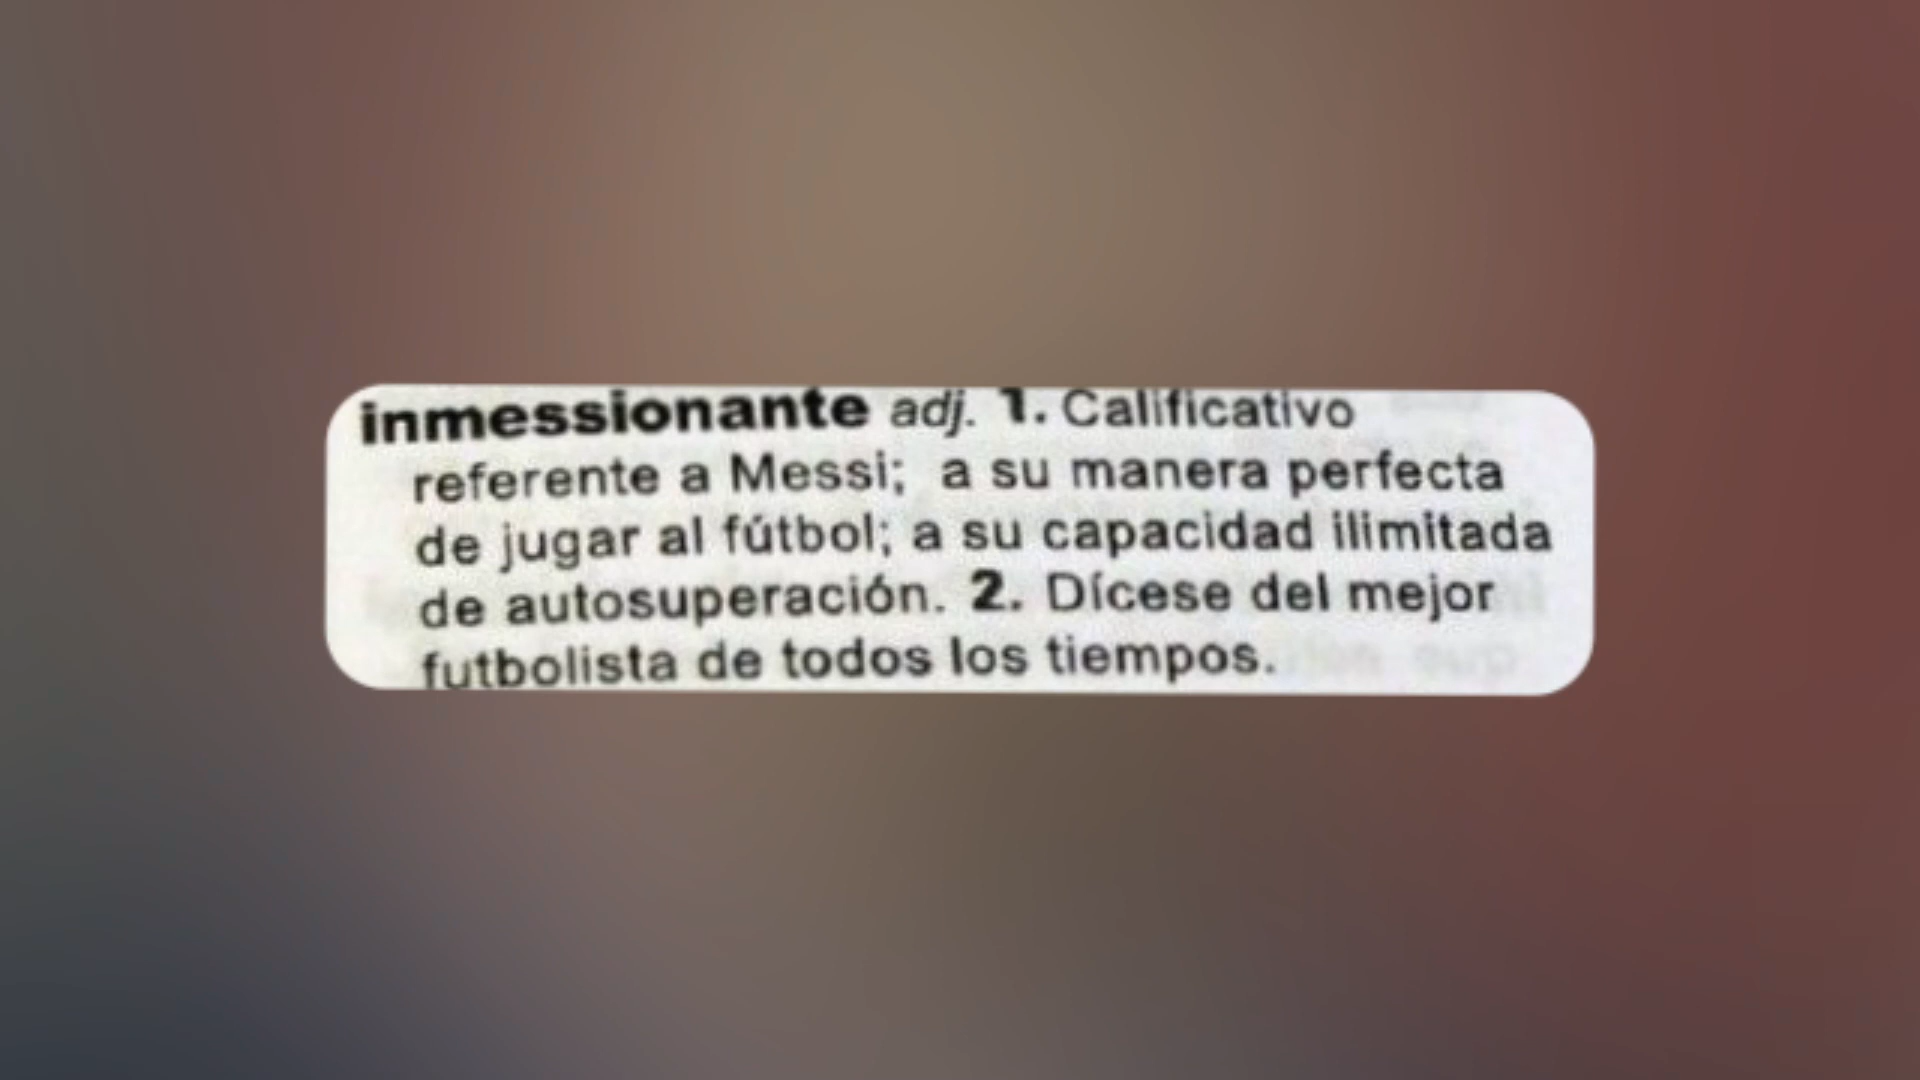 inmessionante adj. 1. Calificativo
referente a Messi; a su manera perfecta
de jugar al fútbol; a su capacidad ilimitada
de autosuperación. 2. Dícese del mejor
futbolista de todos los tiempos.